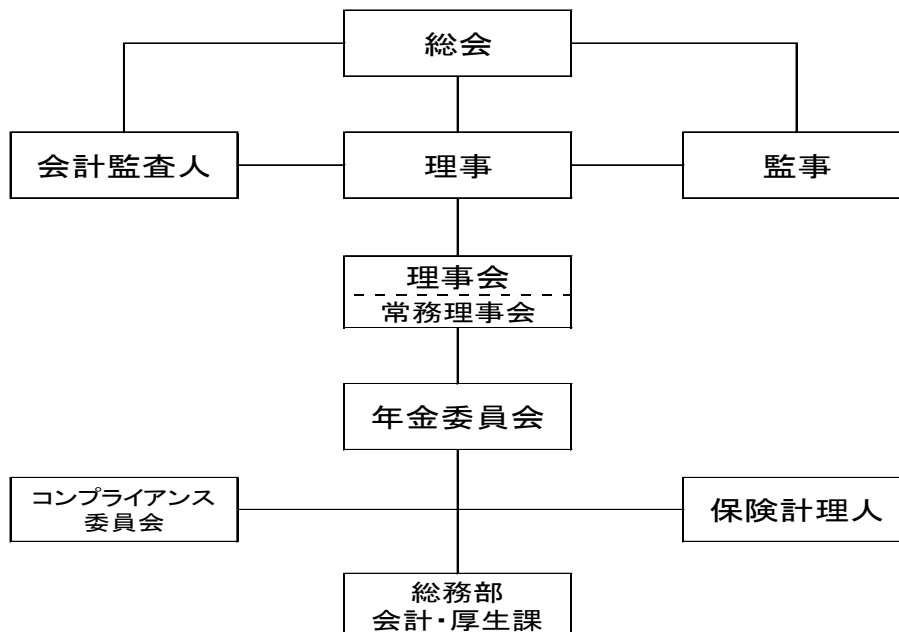 総会
会計監査人
理事
監事
理事会
常務理事会
年金委員会
コンプライアンス
委員会
保険計理人
総務部
会計・厚生課